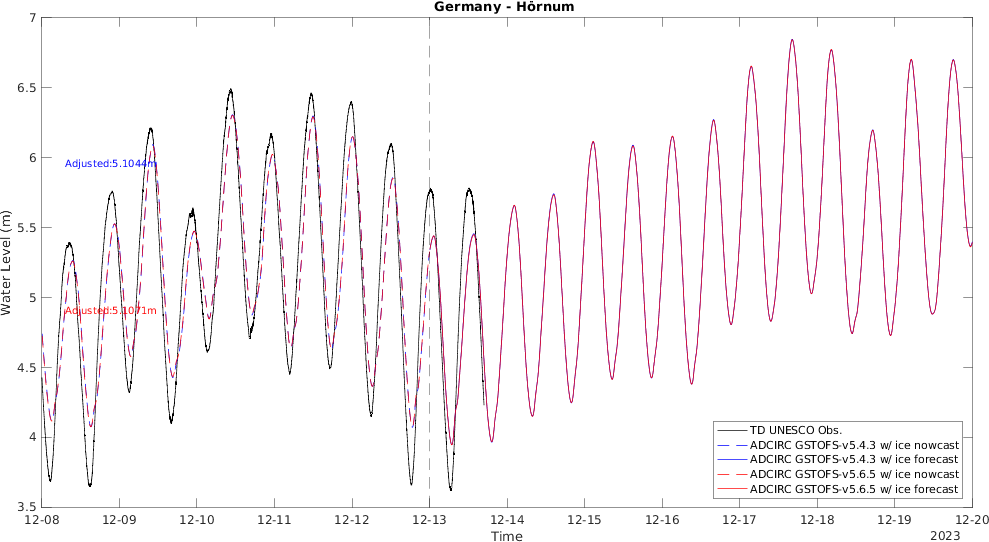 Germany - Hörnum
Water Level (m)
7
6.5
6
5.5
5
4.5
4
3.5
Adjusted:5.1044m
Adjusted:5.1071m
TD UNESCO Obs.
ADCIRC GSTOFS-v5.4.3 w/ ice nowcast
ADCIRC GSTOFS-v5.4.3 w/ ice forecast
ADCIRC GSTOFS-v5.6.5 w/ ice nowcast
ADCIRC GSTOFS-v5.6.5 w/ ice forecast
12-08 12-09 12-10 12-11 12-12 12-13 12-14 12-15 12-16 12-17 12-18 12-19 12-20
Time
2023